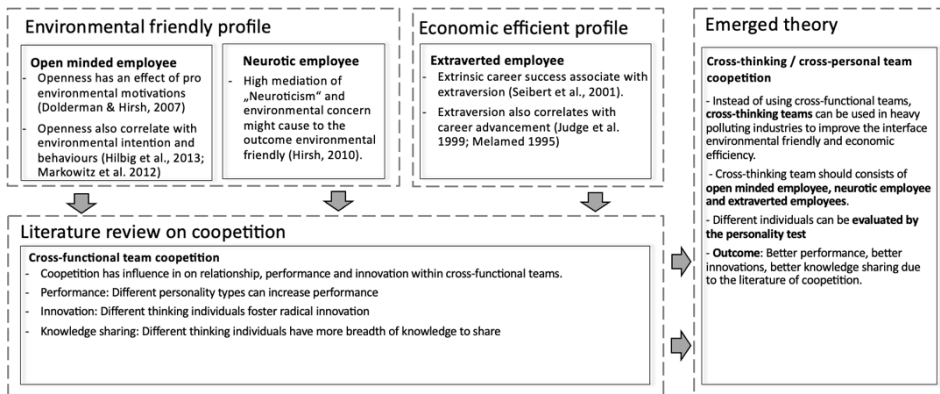 Environmental friendly profile
Open minded employee
- Openness has an effect of pro
environmental motivations
(Dolderman & Hirsh, 2007)
- Openness also correlate with
environmental intention and
behaviours (Hilbig et al., 2013;
Markowitz et al. 2012)
Neurotic employee
- High mediation of
„Neuroticism“ and
environmental concern
might cause to the
outcome environmental
friendly (Hirsh, 2010).
Economic efficient profile
Extraverted employee
- Extrinsic career success associate with
extraversion (Seibert et al., 2001).
- Extraversion also correlates with
career advancement (Judge et al.
1999; Melamed 1995)
Literature review on coopetition
Cross-functional team coopetition
- Coopetition has influence in on relationship, performance and innovation within cross-functional teams.
- Performance: Different personality types can increase performance
- Innovation: Different thinking individuals foster radical innovation
- Knowledge sharing: Different thinking individuals have more breadth of knowledge to share
Emerged theory
Cross-thinking / cross-personal team
coopetition
- Instead of using cross-functional teams,
cross-thinking teams can be used in heavy
polluting industries to improve the interface
environmental friendly and economic
efficiency.
- Cross-thinking team should consists of
open minded employee, neurotic employee
and extraverted employees.
- Different individuals can be evaluated by
the personality test
- Outcome: Better performance, better
innovations, better knowledge sharing due
to the literature of coopetition.